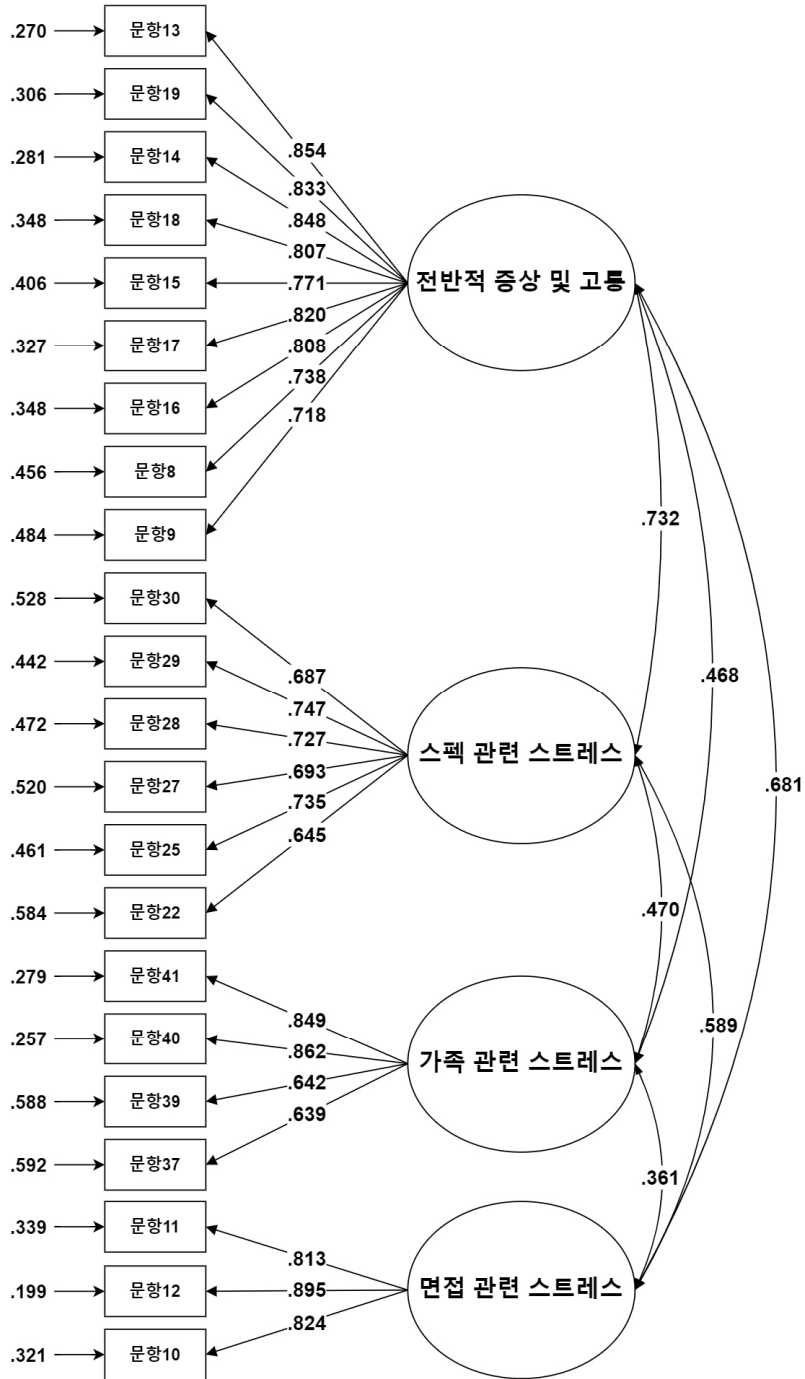 .270 문항13
.306 문항19
.281 문항14
.348 문항18
.406 문항15
.327 문항17
.348 문항16
.456 문항8
.484 문항9
.854
.833
.848
.807
.771
.820
.808
.738
.718
전반적 증상 및 고통
.528 문항30
.442 문항29
.472 문항28
.520 문항27
.461 문항25
.584 문항22
.687
.747
.727
.693
.735
.645
스펙 관련 스트레스
.279 문항41
.257 문항40
.588 문항39
.592 문항37
.849
.862
.642
.639
가족 관련 스트레스
.339 문항11
.199 문항12
.321 문항10
.813
.895
.824
면접 관련 스트레스
.732
.468
.681
.470
.589
.361